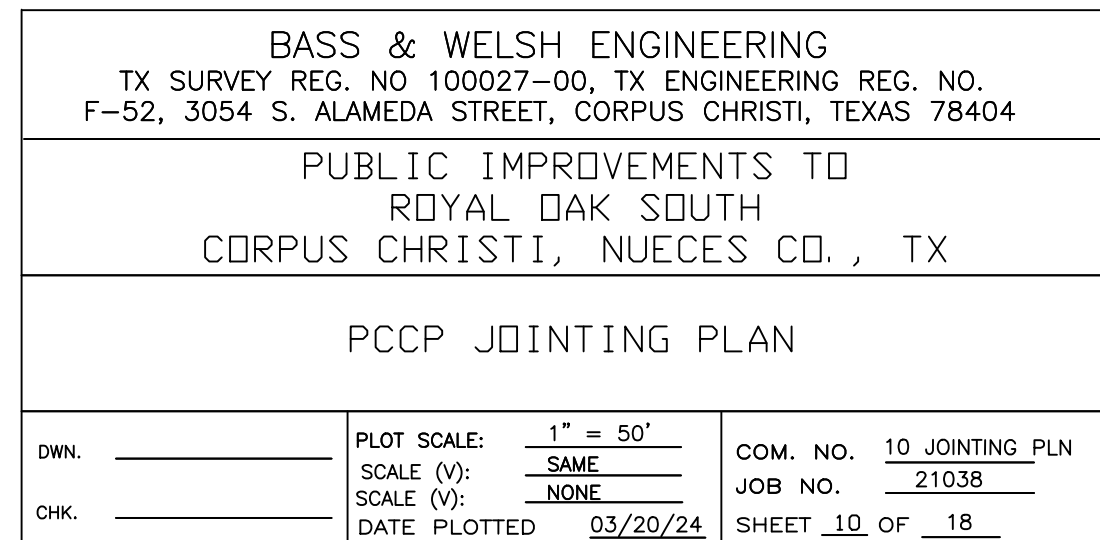 BASS & WELSH ENGINEERING
TX SURVEY REG. NO 100027-00, TX ENGINEERING REG. NO.
F-52, 3054 S. ALAMEDA STREET, CORPUS CHRISTI, TEXAS 78404
PUBLIC IMPROVEMENTS TO
ROYAL OAK SOUTH
CORPUS CHRISTI, NUECES CO., TX
PCCP JOINTING PLAN
DWN.
CHK.
PLOT SCALE: 1" = 50'
SCALE (V): SAME
SCALE (V): NONE
DATE PLOTTED 03/20/24
COM. NO. 10 JOINTING PLN
JOB NO. 21038
SHEET 10 OF 18